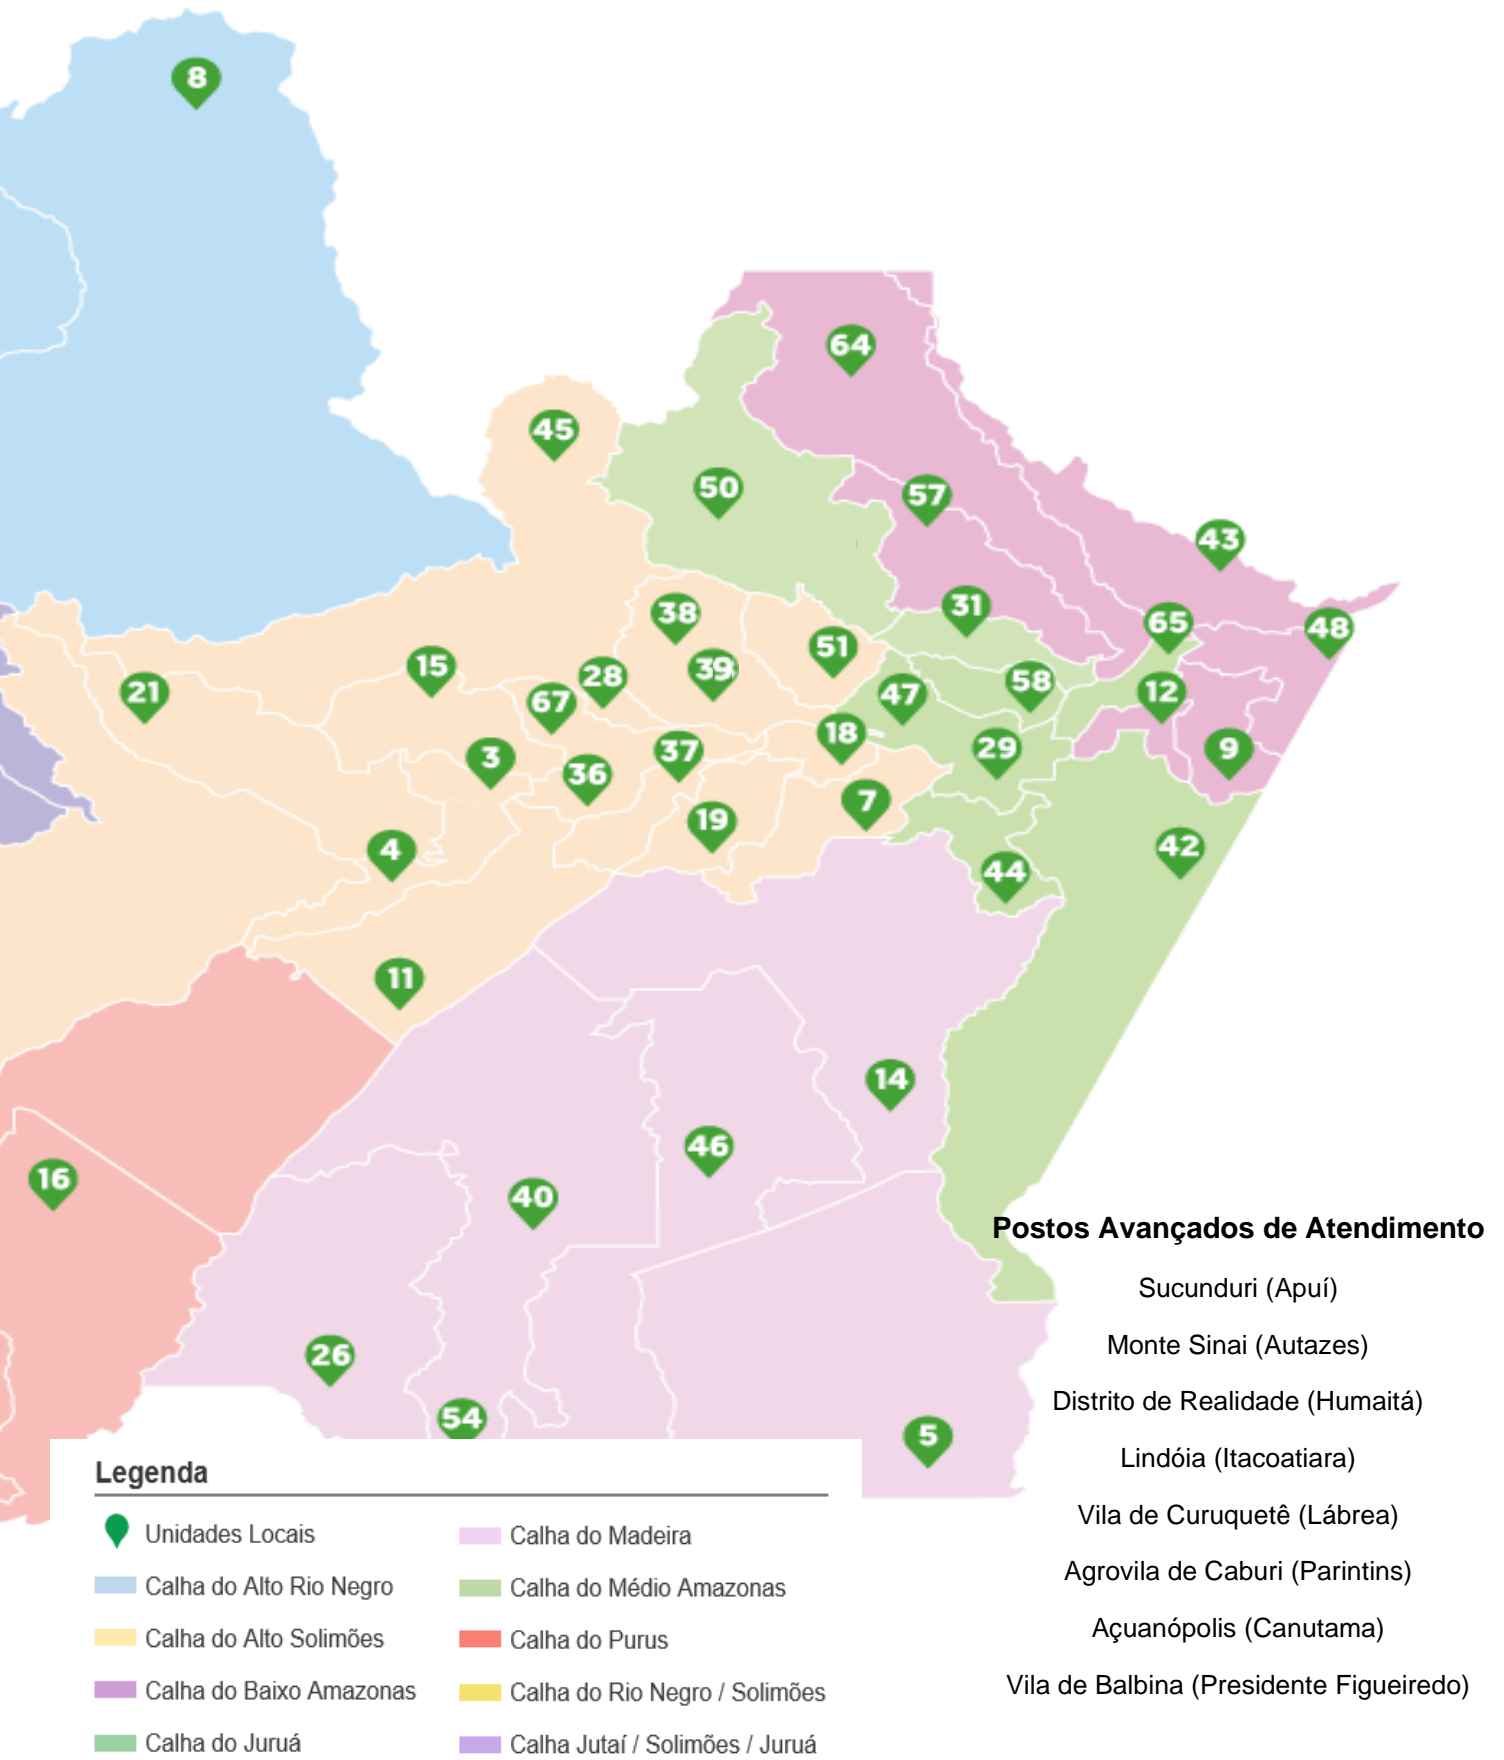 8
64
45
50
57
43
31
38
65
48
51
15
39
28
58
21
47
12
67
18
29
9
37
3
36
7
19
42
4
44
11
14
46
16
40
26
54
5
Postos Avançados de Atendimento
Sucunduri (Apuí)
Monte Sinai (Autazes)
Distrito de Realidade (Humaitá)
Lindóia (Itacoatiara)
Vila de Curuquetê (Lábrea)
Agrovila de Caburi (Parintins)
Açuanópolis (Canutama)
Vila de Balbina (Presidente Figueiredo)
Legenda
Unidades Locais
Calha do Alto Rio Negro
Calha do Alto Solimões
Calha do Baixo Amazonas
Calha do Juruá
Calha do Madeira
Calha do Médio Amazonas
Calha do Purus
Calha do Rio Negro / Solimões
Calha Jutaí / Solimões / Juruá